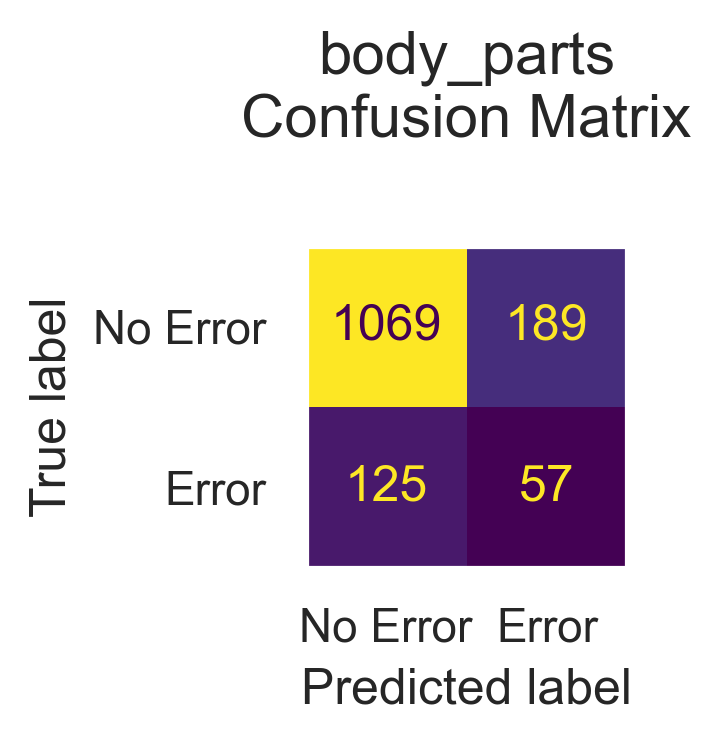 body_parts
Confusion Matrix
True label
No Error
1069 189
Error
125 57
No Error Error
Predicted label